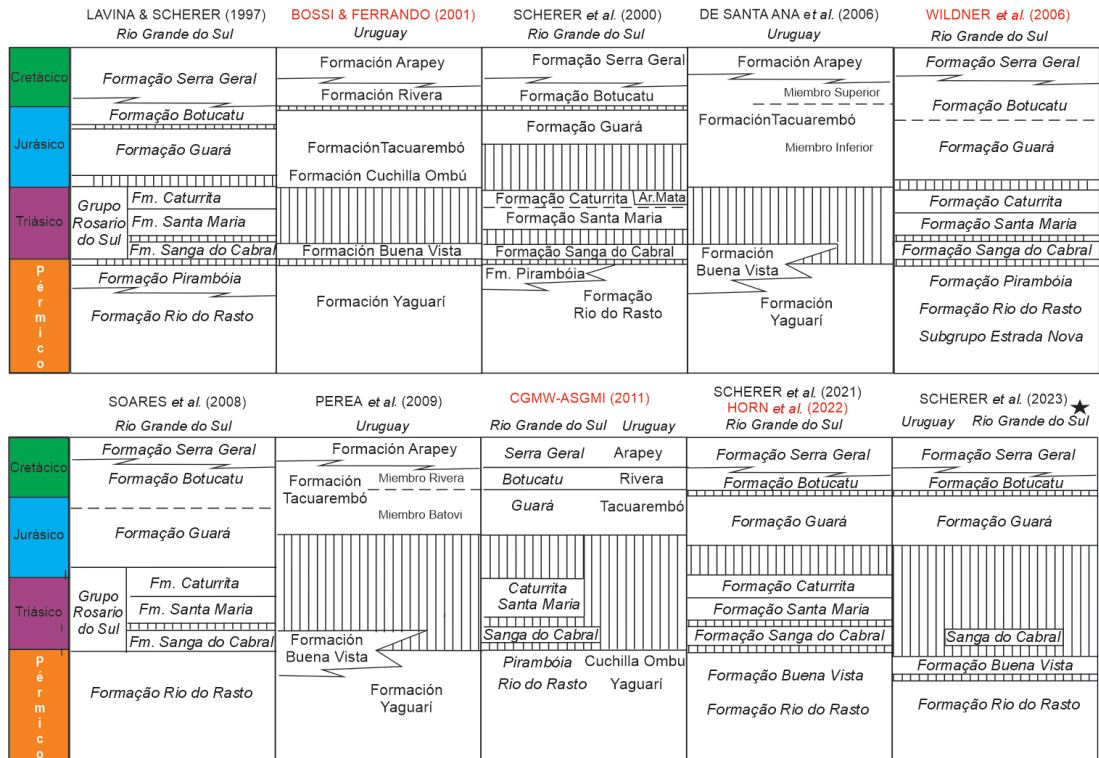 LAVINA & SCHERER (1997)
Rio Grande do Sul
BOSSI & FERRANDO (2001)
Uruguay
SCHERER et al. (2000)
Rio Grande do Sul
DE SANTA ANA et al. (2006)
Uruguay
WILDNER et al. (2006)
Rio Grande do Sul
Cretácico
Jurásico
Triásico
Pérmico
Formação Serra Geral
Formação Botucatu
Formação Guará
Grupo
Rosario
do Sul
Fm. Caturrita
Fm. Santa Maria
Fm. Sanga do Cabral
Formação Pirambóia
Formação Rio do Rasto
Formación Arapey
Formación Rivera
FormaciónTacuarembó
Formación Cuchilla Ombú
Formación Buena Vista
Formación Yaguarí
Formação Serra Geral
Formação Botucatu
Formação Guará
Formação Caturrita
Ar.Mata
Formação Santa Maria
Formação Sanga do Cabral
Fm. Pirambóia
Formação
Rio do Rasto
Formación Arapey
Miembro Superior
FormaciónTacuarembó
Miembro Inferior
Formación
Buena Vista
Formación
Yaguarí
Formação Serra Geral
Formação Botucatu
Formação Guará
Formação Caturrita
Formação Santa Maria
Formação Sanga do Cabral
Formação Pirambóia
Formação Rio do Rasto
Subgrupo Estrada Nova
SOARES et al. (2008)
Rio Grande do Sul
PEREA et al. (2009)
Uruguay
CGMW-ASGMI (2011)
Rio Grande do Sul Uruguay
SCHERER et al. (2021)
HORN et al. (2022)
Rio Grande do Sul
SCHERER et al. (2023)
Uruguay Rio Grande do Sul
Cretácico
Jurásico
Triásico
Pérmico
Formação Serra Geral
Formação Botucatu
Formação Guará
Grupo
Rosario
do Sul
Fm. Caturrita
Fm. Santa Maria
Fm. Sanga do Cabral
Formação Rio do Rasto
Formación Arapey
Formación
Tacuarembó
Miembro Rivera
Miembro Batovi
Formación
Buena Vista
Formación
Yaguarí
Serra Geral Arapey
Botucatu Rivera
Guará Tacuarembó
Caturrita
Santa Maria
Sanga do Cabral
Pirambóia Cuchilla Ombu
Rio do Rasto Yaguarí
Formação Serra Geral
Formação Botucatu
Formação Guará
Formação Caturrita
Formação Santa Maria
Formação Sanga do Cabral
Formação Buena Vista
Formação Rio do Rasto
Formação Serra Geral
Formação Botucatu
Formação Guará
Sanga do Cabral
Formação Buena Vista
Formação Rio do Rasto